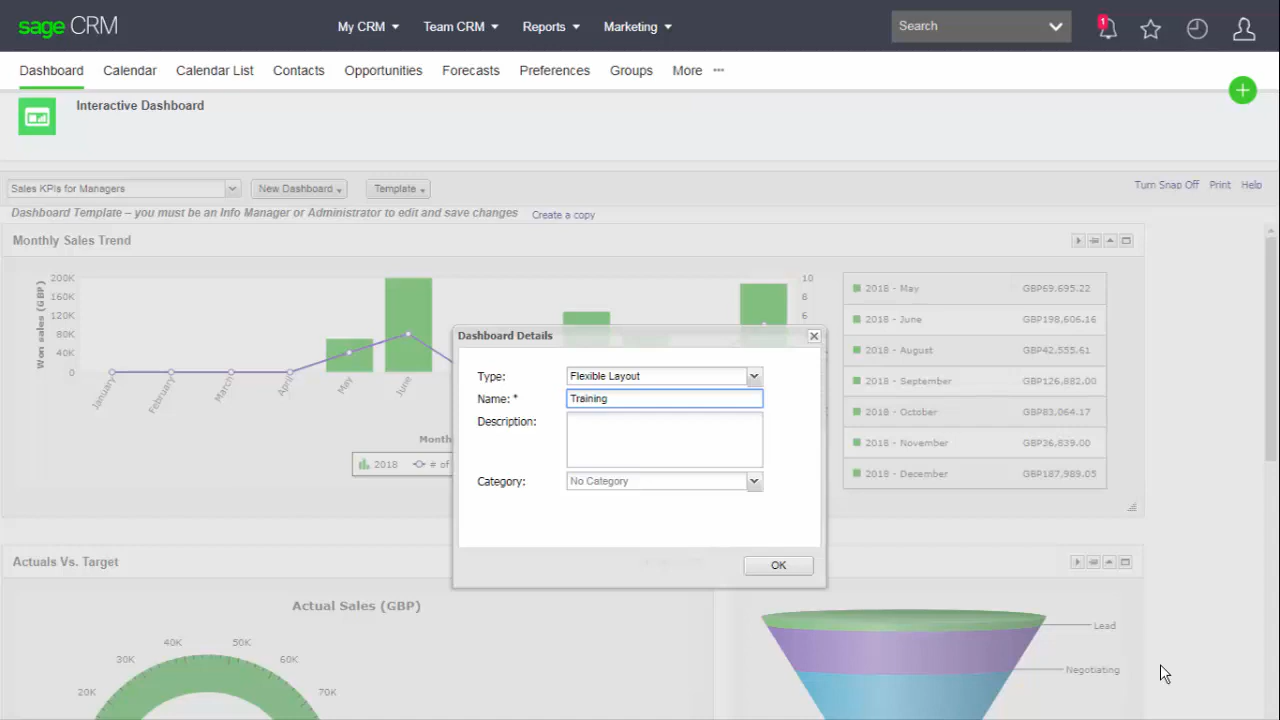 sage CRM
My CRM
Team CRM
Reports
Marketing
Search
1
Dashboard
Calendar
Calendar List
Contacts
Opportunities
Forecasts
Preferences
Groups
More
Interactive Dashboard
Sales KPIs for Managers
New Dashboard
Template
Turn Snap Off
Print
Help
Dashboard Template – you must be an Info Manager or Administrator to edit and save changes
Create a copy
Monthly Sales Trend
Won sales (GBP)
200K
160K
120K
80K
40K
0
10
8
6
January
February
March
April
May
June
Month
2018
# of
2018 - May GBP69,695.22
2018 - June GBP198,606.16
2018 - August GBP42,555.61
2018 - September GBP126,882.00
2018 - October GBP83,064.17
2018 - November GBP36,839.00
2018 - December GBP187,989.05
Dashboard Details
Type: Flexible Layout
Name: * Training
Description:
Category: No Category
OK
Actuals Vs. Target
Actual Sales (GBP)
20K
30K
40K
50K
60K
70K
Lead
Negotiating